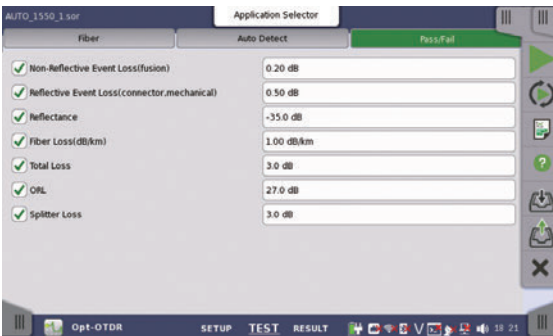 AUTO_1550_1.sor
Application Selector
Fiber
Auto Detect
Pass/Fail
Non-Reflective Event Loss(fusion)
0.20 dB
Reflective Event Loss(connector,mechanical)
0.50 dB
Reflectance
-35.0 dB
Fiber Loss(dB/km)
1.00 dB/km
Total Loss
3.0 dB
ORL
27.0 dB
Splitter Loss
3.0 dB
Opt-OTDR
SETUP
TEST
RESULT
18 21